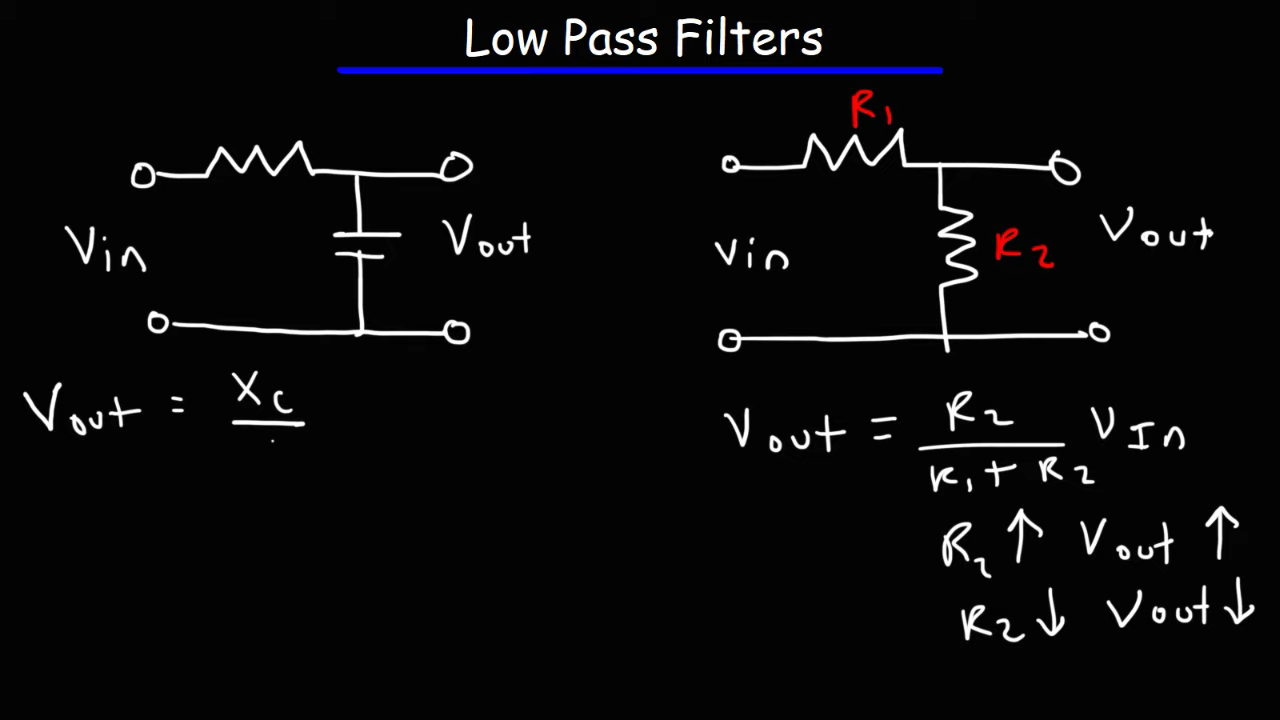 Low Pass Filters
Vin
Vout
Vout = Xc
R1
R2
Vin
Vout
Vout = R2 / R1 + R2 VIn
R2 ↑ Vout ↑
R2 ↓ Vout ↓